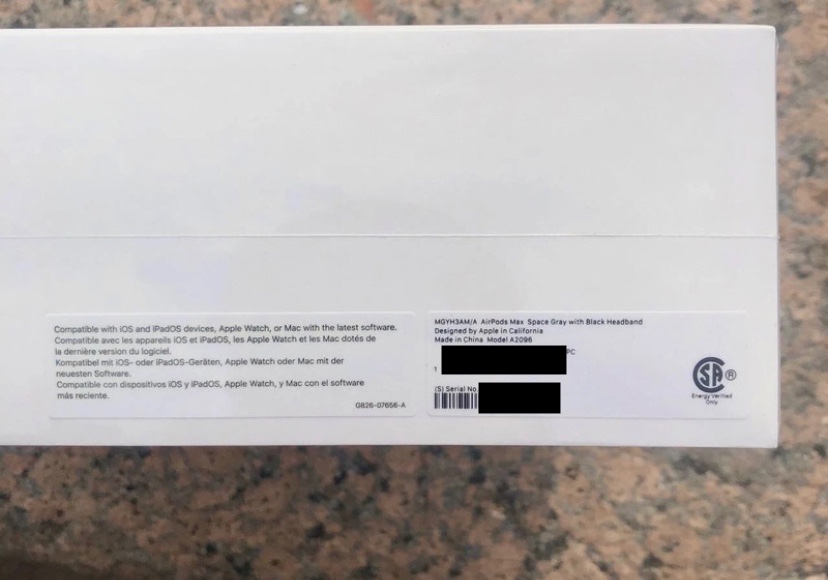 Compatible with iOS and iPadOS devices, Apple Watch, or Mac with the latest software.
Compatible avec les appareils iOS et iPadOS, les Apple Watch et les Mac dotés de
la dernière version du logiciel.
Kompatibel mit iOS- oder iPadOS-Geräten, Apple Watch oder Mac mit der
neuesten Software.
Compatible con dispositivos iOS y iPadOS, Apple Watch, y Mac con el software
más reciente.
G826-07656-A
MGYH3AM/A AirPods Max Space Gray with Black Headband
Designed by Apple in California
Made in China Model A2096
1 PC
(S) Serial No.
SA ®
Energy Verified
Only